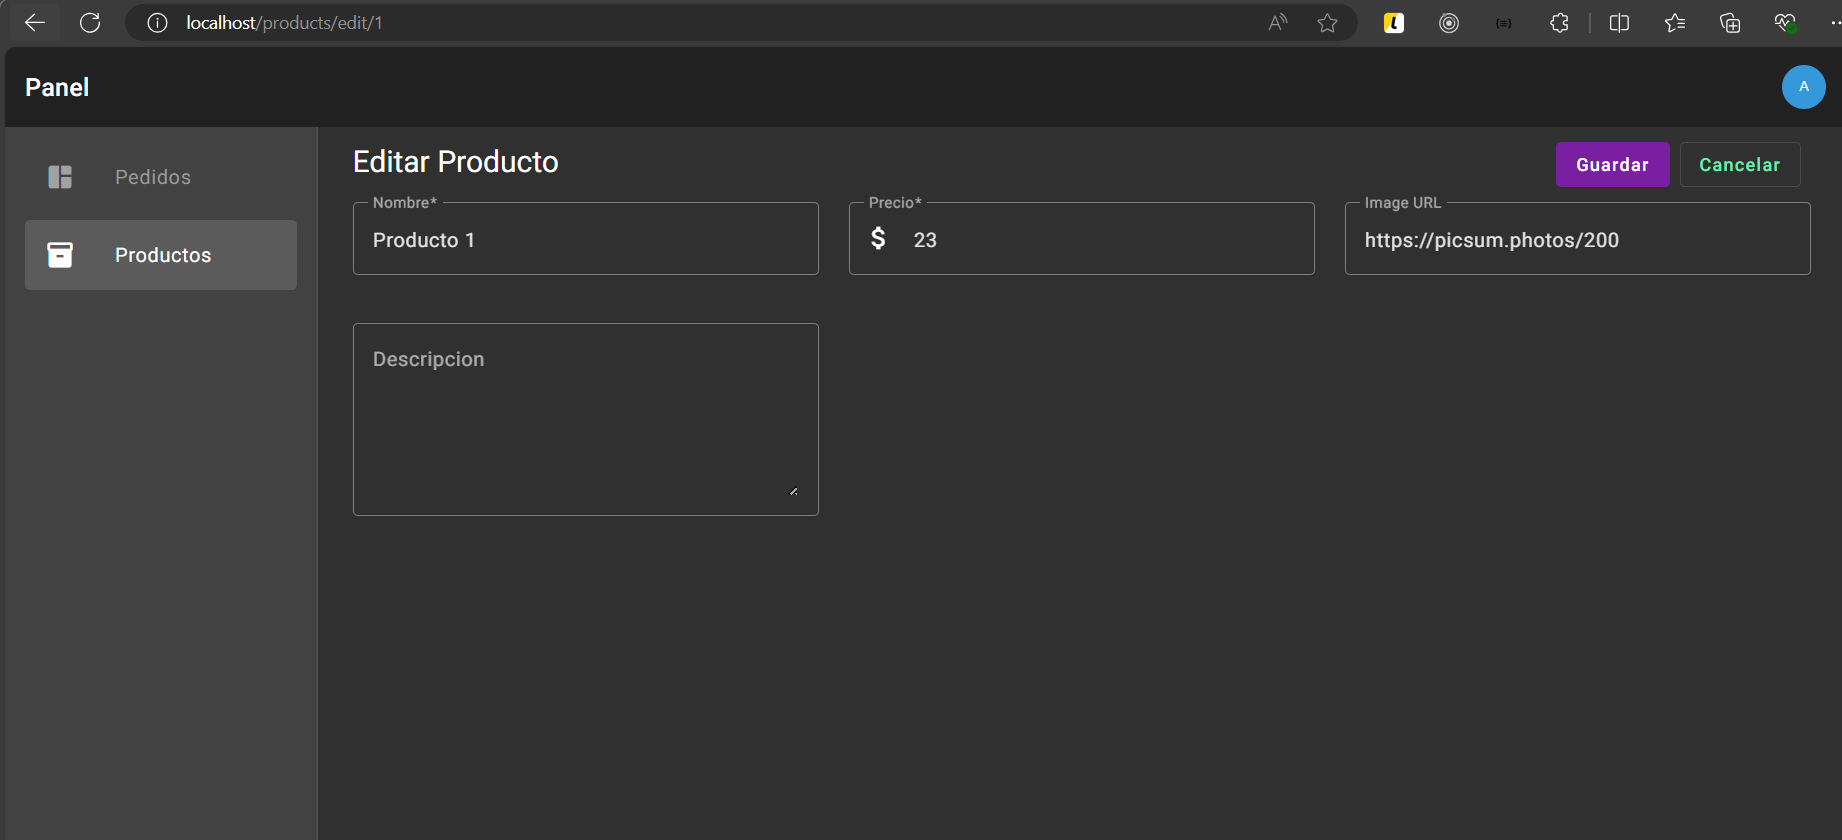 localhost/products/edit/1
Panel
A
Pedidos
Productos
Editar Producto
Guardar
Cancelar
Nombre*
Producto 1
Precio*
$ 23
Image URL
https://picsum.photos/200
Descripcion